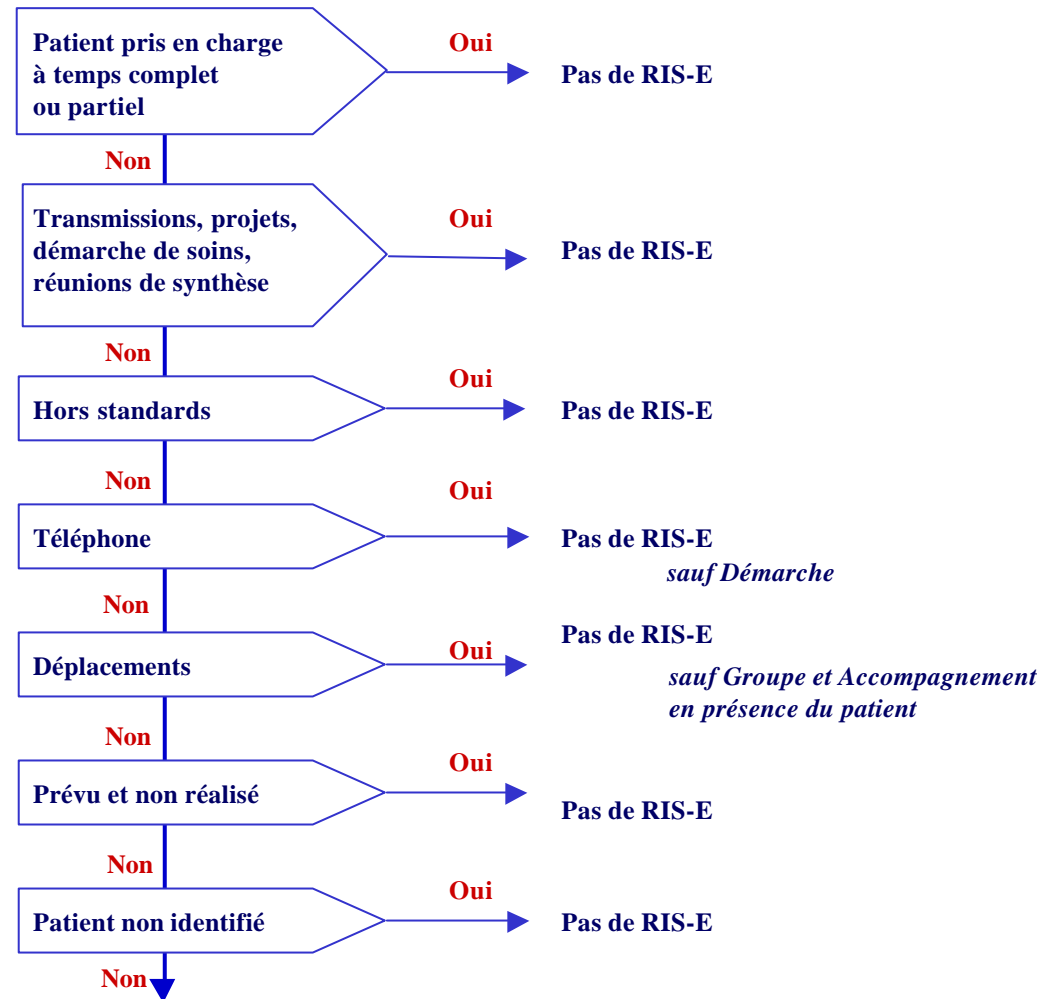 Patient pris en charge
à temps complet
ou partiel
Oui
Pas de RIS-E
Non
Transmissions, projets,
démarche de soins,
réunions de synthèse
Oui
Pas de RIS-E
Non
Hors standards
Oui
Pas de RIS-E
Non
Téléphone
Oui
Pas de RIS-E
sauf Démarche
Non
Déplacements
Oui
Pas de RIS-E
sauf Groupe et Accompagnement
en présence du patient
Non
Prévu et non réalisé
Oui
Pas de RIS-E
Non
Patient non identifié
Oui
Pas de RIS-E
Non